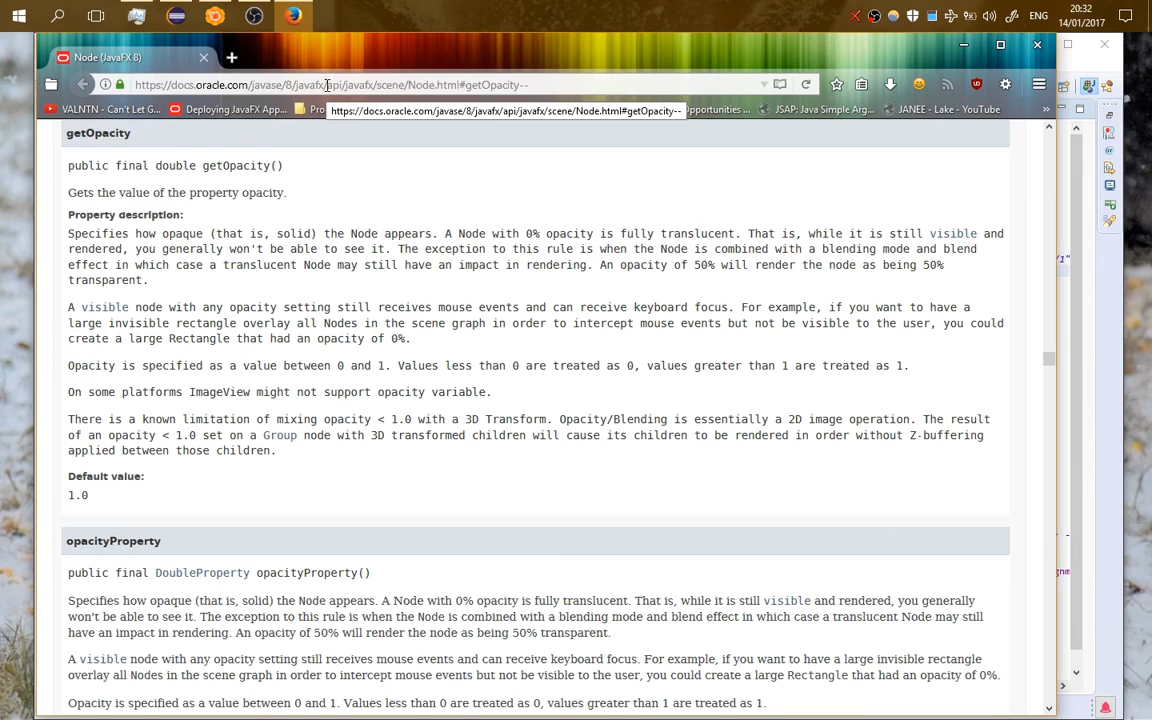 ENG
20:32
14/01/2017
Node (JavaFX 8)
https://docs.oracle.com/javase/8/javafx/api/javafx/scene/Node.html#getOpacity--
VALNTN - Can't Let G...
Deploying JavaFX App...
Pro
https://docs.oracle.com/javase/8/javafx/api/javafx/scene/Node.html#getOpacity--
Opportunities ...
JSAP: Java Simple Arg...
JANEE - Lake - YouTube
getOpacity
public final double getOpacity()
Gets the value of the property opacity.
Property description:
Specifies how opaque (that is, solid) the Node appears. A Node with 0% opacity is fully translucent. That is, while it is still visible and
rendered, you generally won't be able to see it. The exception to this rule is when the Node is combined with a blending mode and blend
effect in which case a translucent Node may still have an impact in rendering. An opacity of 50% will render the node as being 50%
transparent.
A visible node with any opacity setting still receives mouse events and can receive keyboard focus. For example, if you want to have a
large invisible rectangle overlay all Nodes in the scene graph in order to intercept mouse events but not be visible to the user, you could
create a large Rectangle that had an opacity of 0%.
Opacity is specified as a value between 0 and 1. Values less than 0 are treated as 0, values greater than 1 are treated as 1.
On some platforms ImageView might not support opacity variable.
There is a known limitation of mixing opacity < 1.0 with a 3D Transform. Opacity/Blending is essentially a 2D image operation. The result
of an opacity < 1.0 set on a Group node with 3D transformed children will cause its children to be rendered in order without Z-buffering
applied between those children.
Default value:
1.0
opacityProperty
public final DoubleProperty opacityProperty()
Specifies how opaque (that is, solid) the Node appears. A Node with 0% opacity is fully translucent. That is, while it is still visible and rendered, you generally
won't be able to see it. The exception to this rule is when the Node is combined with a blending mode and blend effect in which case a translucent Node may still
have an impact in rendering. An opacity of 50% will render the node as being 50% transparent.
A visible node with any opacity setting still receives mouse events and can receive keyboard focus. For example, if you want to have a large invisible rectangle
overlay all Nodes in the scene graph in order to intercept mouse events but not be visible to the user, you could create a large Rectangle that had an opacity of 0%.
Opacity is specified as a value between 0 and 1. Values less than 0 are treated as 0, values greater than 1 are treated as 1.